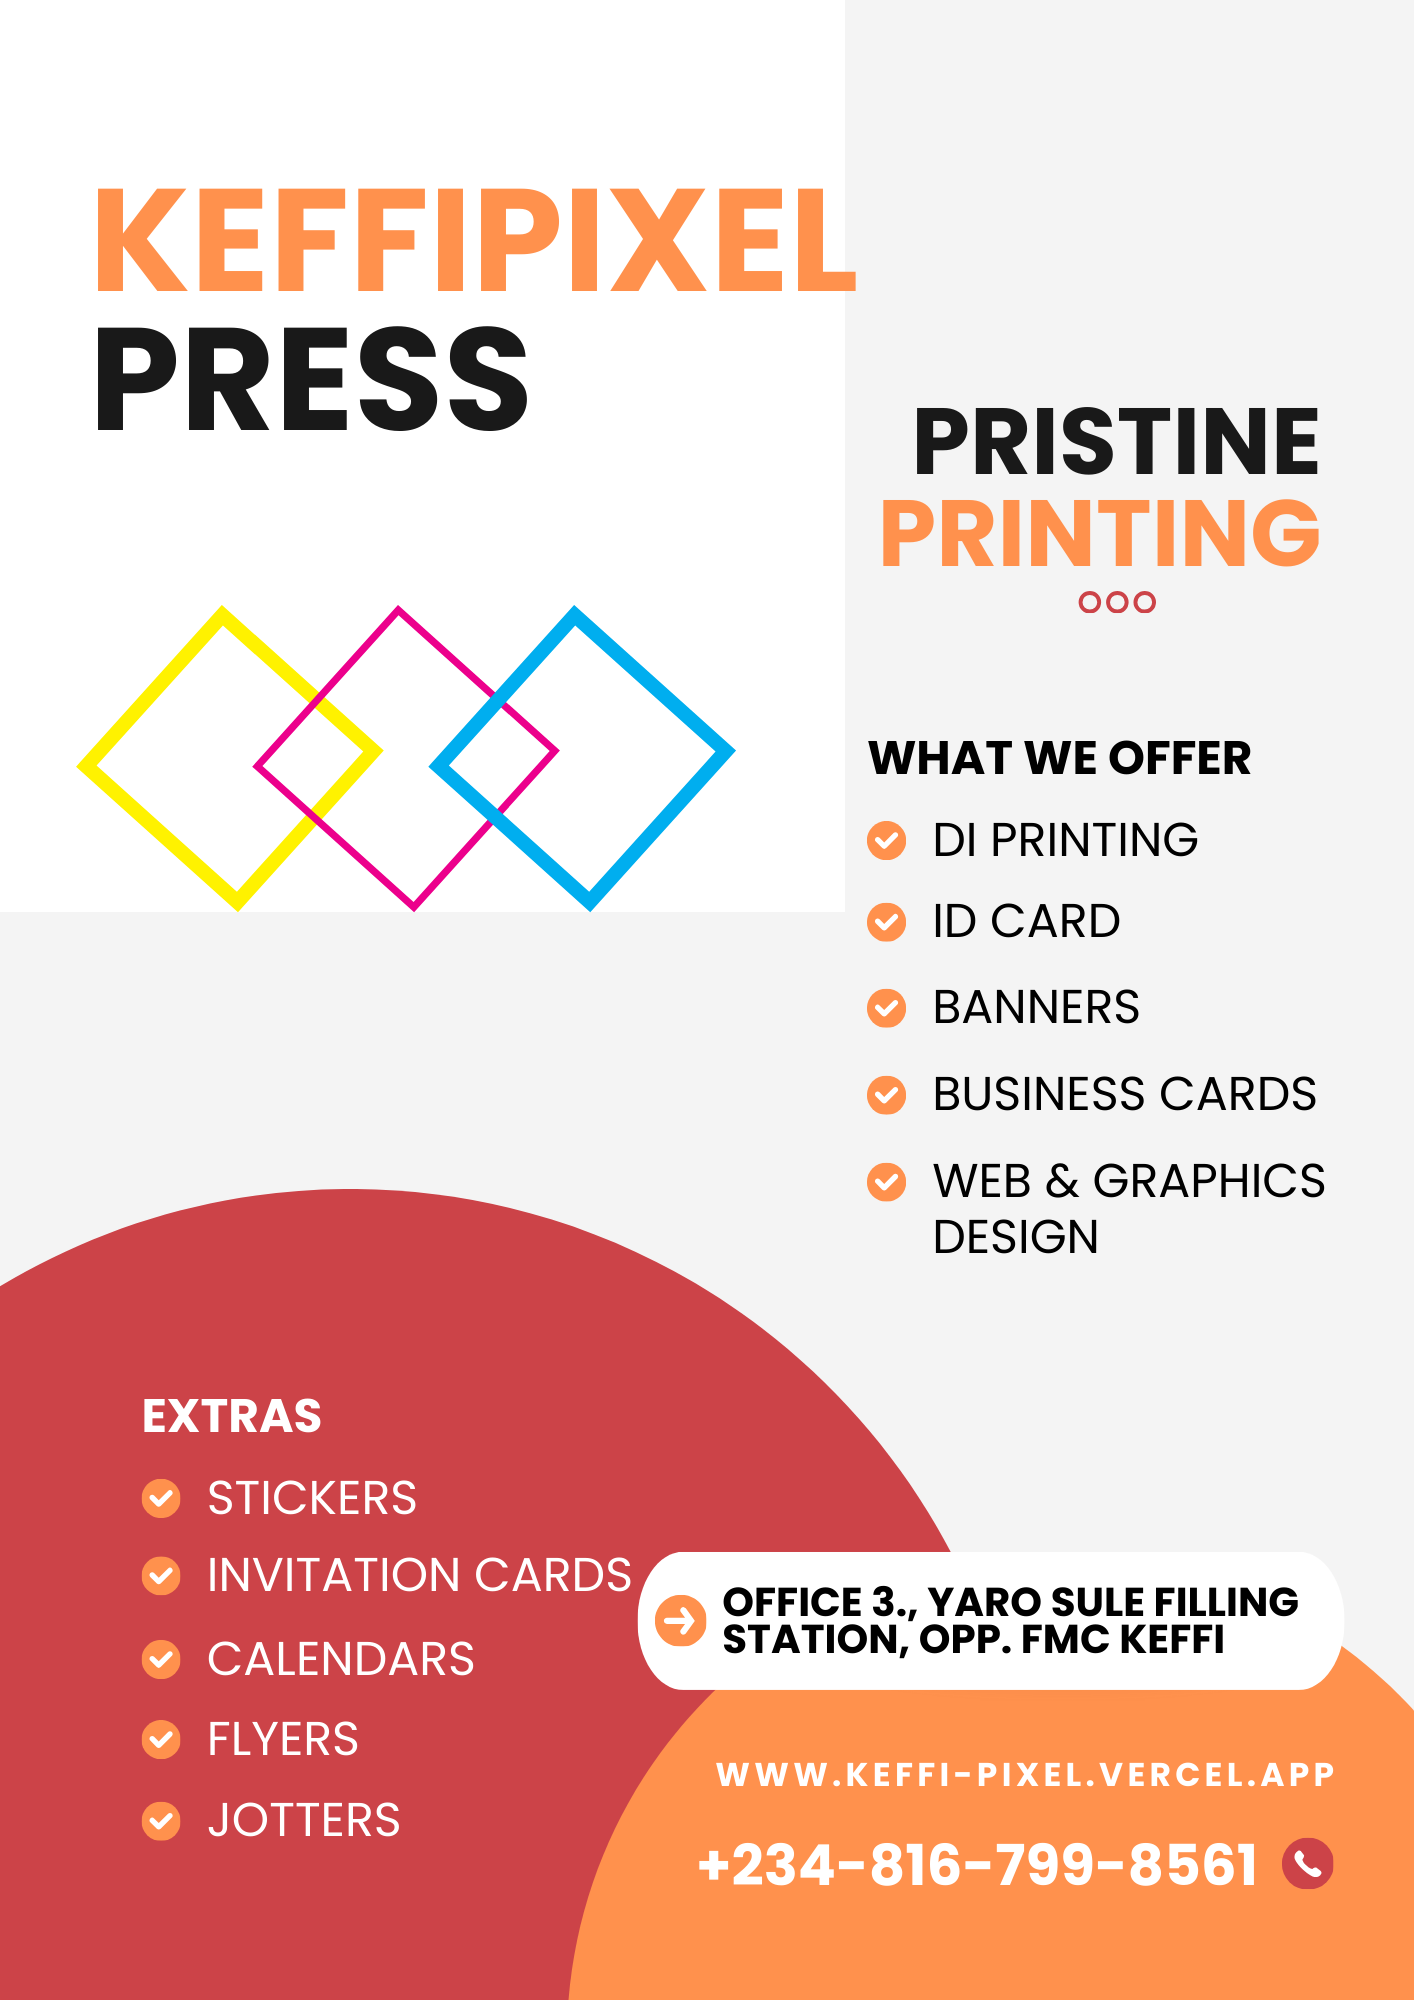 KEFFIPIXEL
PRESS
PRISTINE
PRINTING
WHAT WE OFFER
DI PRINTING
ID CARD
BANNERS
BUSINESS CARDS
WEB & GRAPHICS
DESIGN
EXTRAS
STICKERS
INVITATION CARDS
CALENDARS
FLYERS
JOTTERS
OFFICE 3., YARO SULE FILLING
STATION, OPP. FMC KEFFI
WWW.KEFFI-PIXEL.VERCEL.APP
+234-816-799-8561